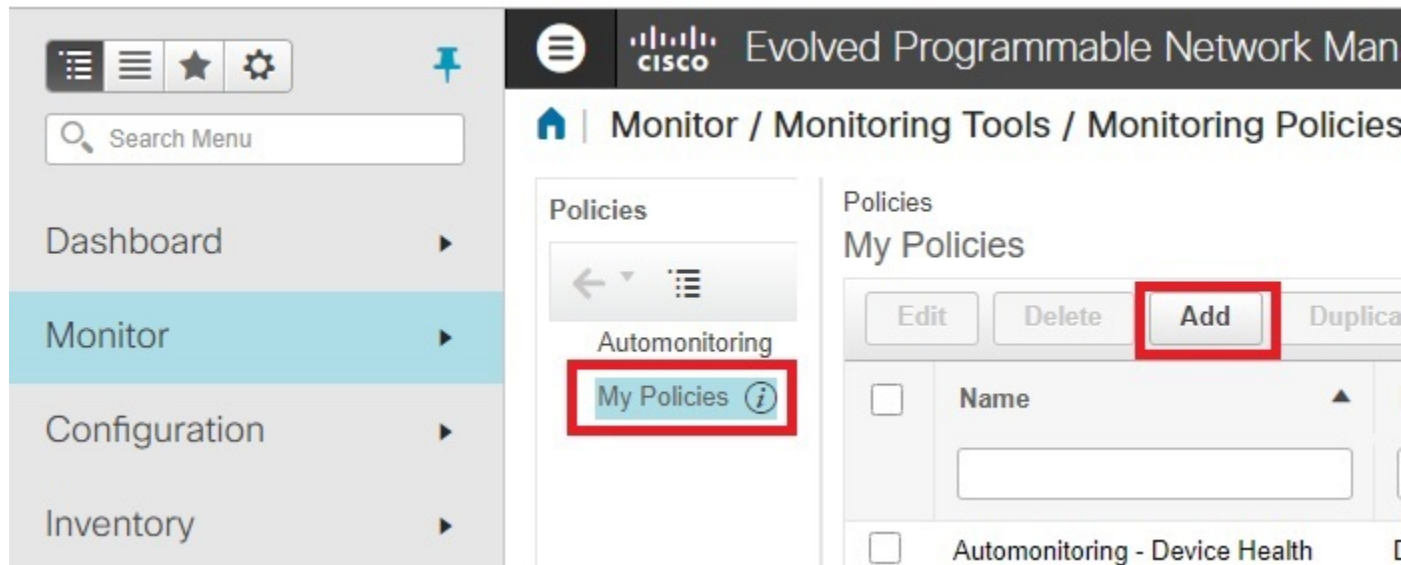 Search Menu
Dashboard
Monitor
Configuration
Inventory
cisco Evolved Programmable Network Man
Monitor / Monitoring Tools / Monitoring Policies
Policies
Automonitoring
My Policies
Policies
My Policies
Edit Delete Add Duplica
Name
Automonitoring - Device Health